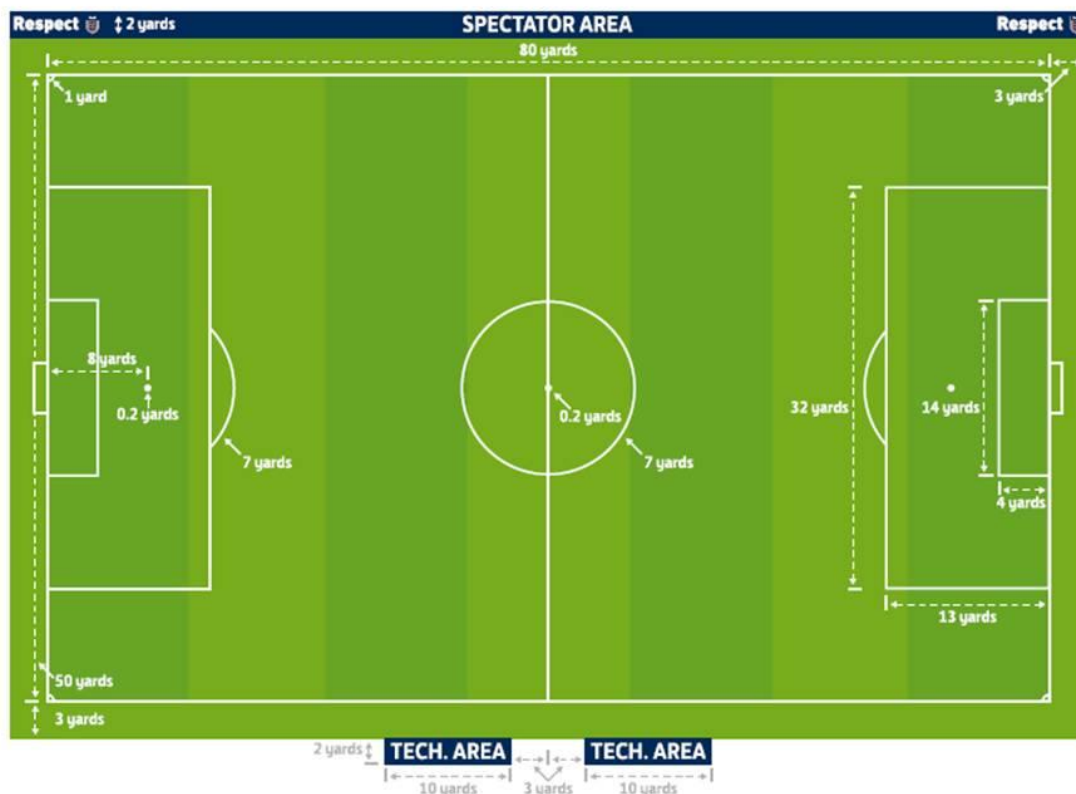 Respect 2 yards SPECTATOR AREA Respect
80 yards
1 yard 3 yards
8 yards
0.2 yards 0.2 yards 32 yards 14 yards
7 yards 7 yards
4 yards
13 yards
50 yards
3 yards
2 yards TECH. AREA TECH. AREA
10 yards 3 yards 10 yards